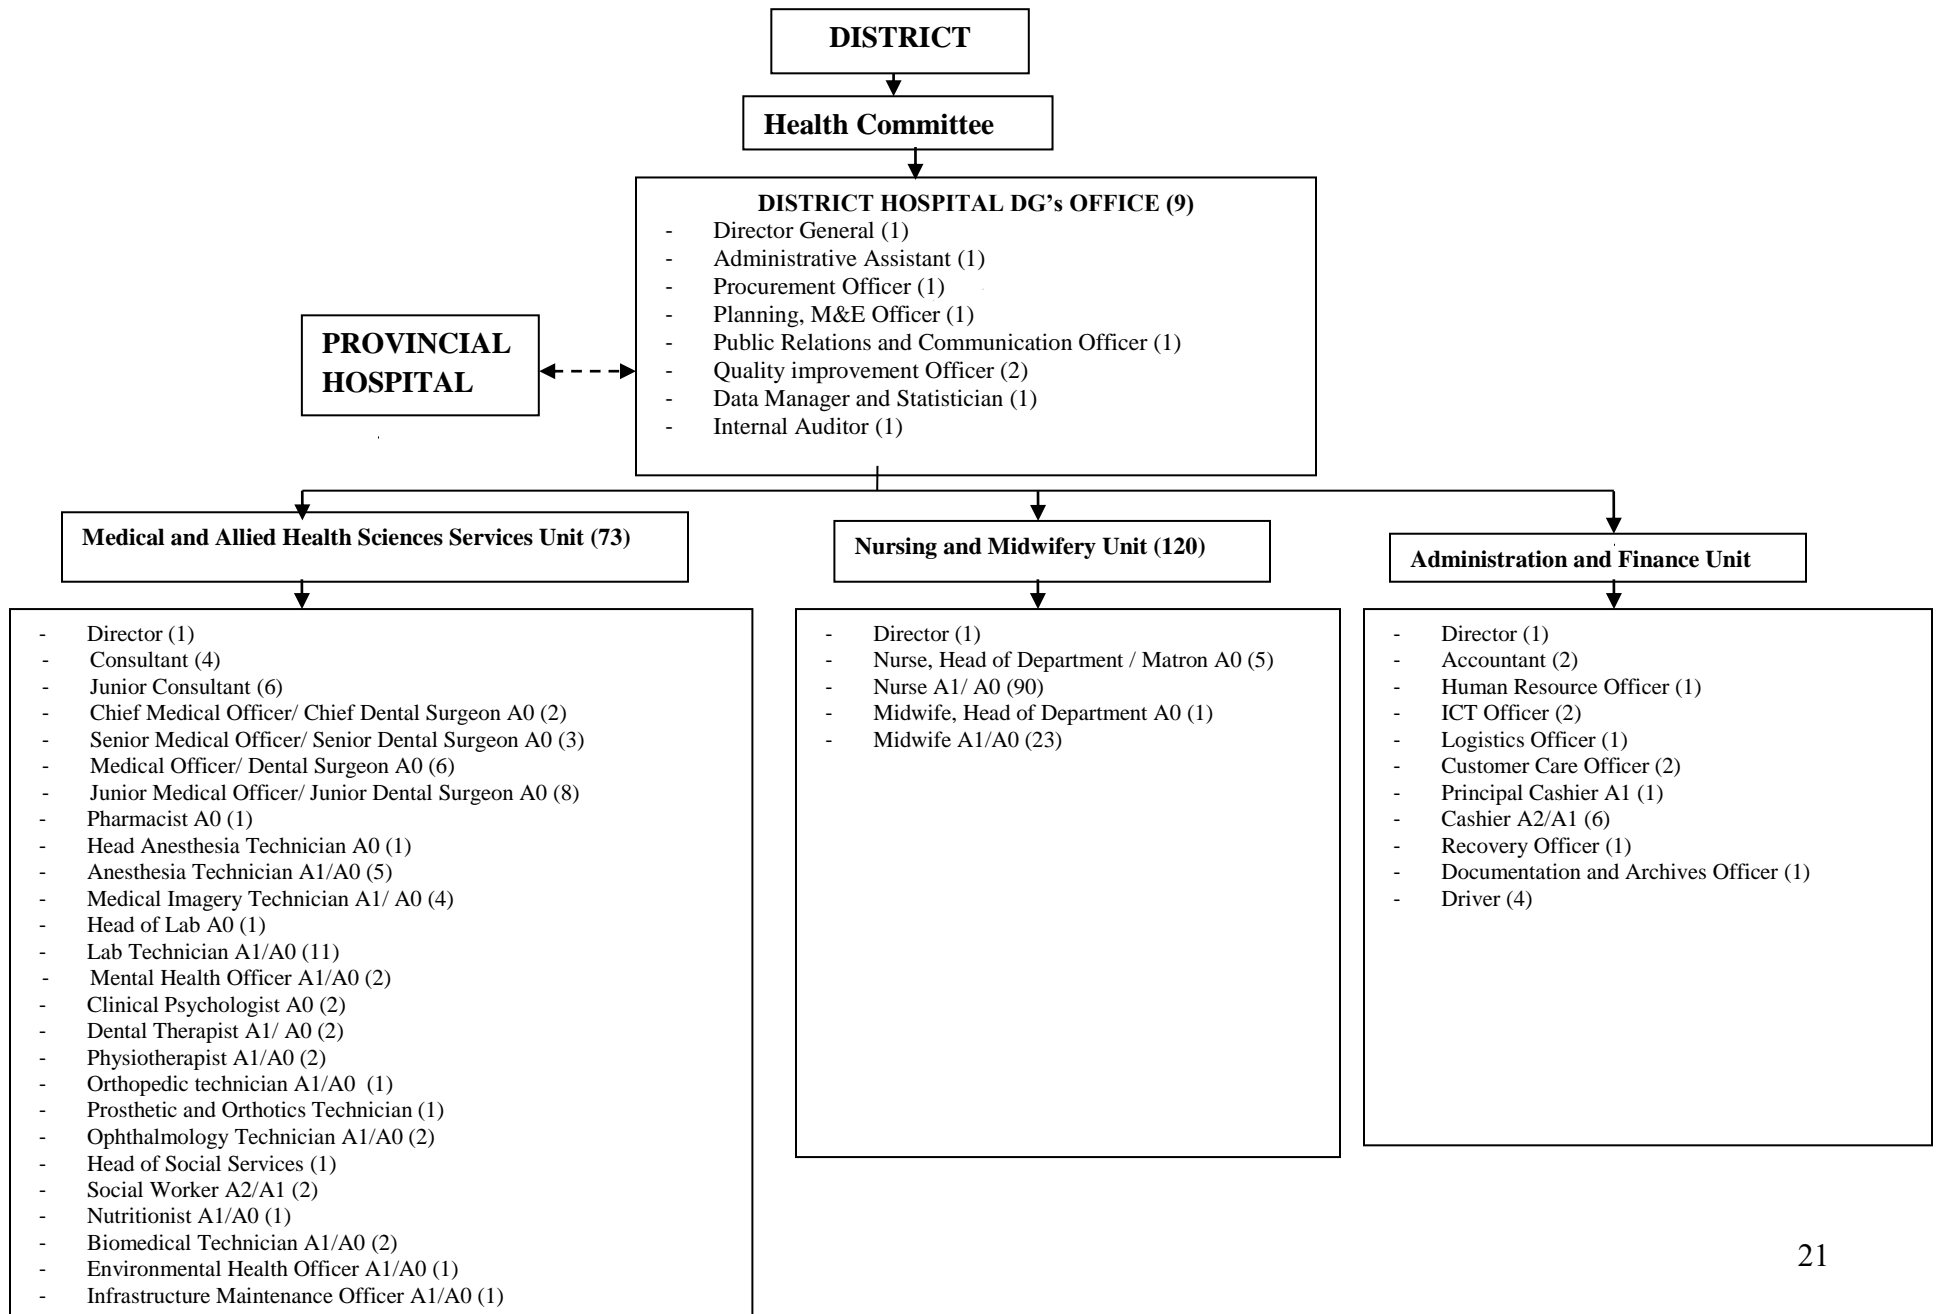 DISTRICT
Health Committee
DISTRICT HOSPITAL DG's OFFICE (9)
- Director General (1)
- Administrative Assistant (1)
- Procurement Officer (1)
- Planning, M&E Officer (1)
- Public Relations and Communication Officer (1)
- Quality improvement Officer (2)
- Data Manager and Statistician (1)
- Internal Auditor (1)
PROVINCIAL
HOSPITAL
Medical and Allied Health Sciences Services Unit (73)
- Director (1)
- Consultant (4)
- Junior Consultant (6)
- Chief Medical Officer/ Chief Dental Surgeon A0 (2)
- Senior Medical Officer/ Senior Dental Surgeon A0 (3)
- Medical Officer/ Dental Surgeon A0 (6)
- Junior Medical Officer/ Junior Dental Surgeon A0 (8)
- Pharmacist A0 (1)
- Head Anesthesia Technician A0 (1)
- Anesthesia Technician A1/A0 (5)
- Medical Imagery Technician A1/ A0 (4)
- Head of Lab A0 (1)
- Lab Technician A1/A0 (11)
- Mental Health Officer A1/A0 (2)
- Clinical Psychologist A0 (2)
- Dental Therapist A1/ A0 (2)
- Physiotherapist A1/A0 (2)
- Orthopedic technician A1/A0 (1)
- Prosthetic and Orthotics Technician (1)
- Ophthalmology Technician A1/A0 (2)
- Head of Social Services (1)
- Social Worker A2/A1 (2)
- Nutritionist A1/A0 (1)
- Biomedical Technician A1/A0 (2)
- Environmental Health Officer A1/A0 (1)
- Infrastructure Maintenance Officer A1/A0 (1)
Nursing and Midwifery Unit (120)
- Director (1)
- Nurse, Head of Department / Matron A0 (5)
- Nurse A1/ A0 (90)
- Midwife, Head of Department A0 (1)
- Midwife A1/A0 (23)
Administration and Finance Unit
- Director (1)
- Accountant (2)
- Human Resource Officer (1)
- ICT Officer (2)
- Logistics Officer (1)
- Customer Care Officer (2)
- Principal Cashier A1 (1)
- Cashier A2/A1 (6)
- Recovery Officer (1)
- Documentation and Archives Officer (1)
- Driver (4)
21